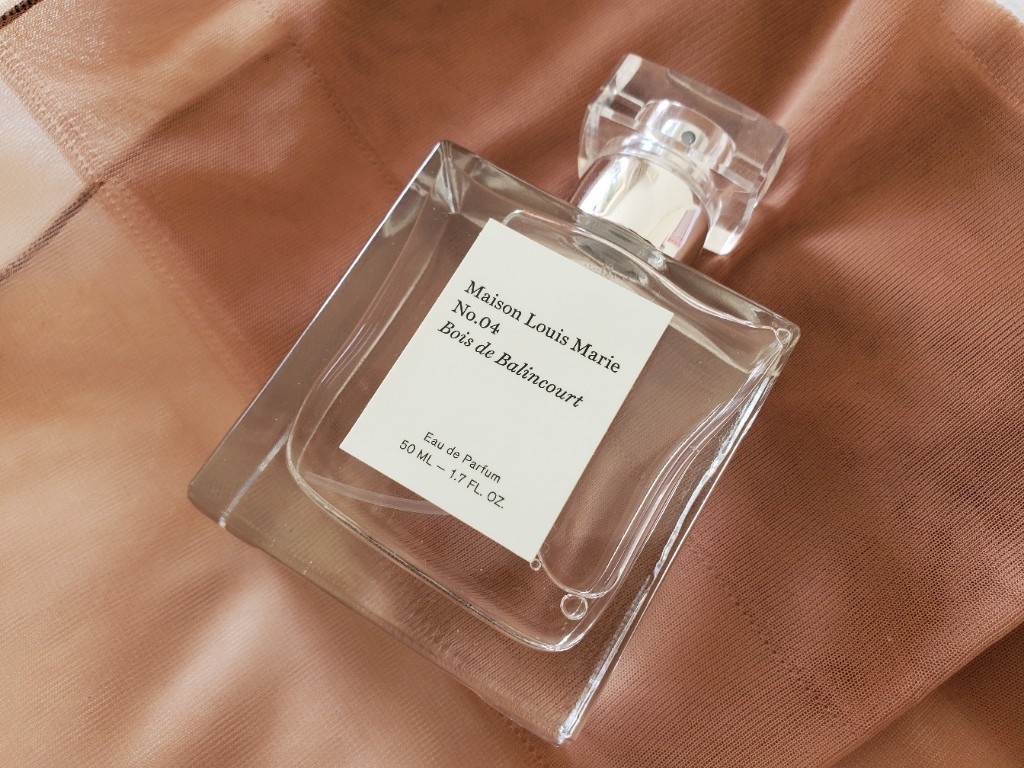 Maison Louis Marie
No.04
Bois de Balincourt
Eau de Parfum
50 ML — 1.7 FL. OZ.